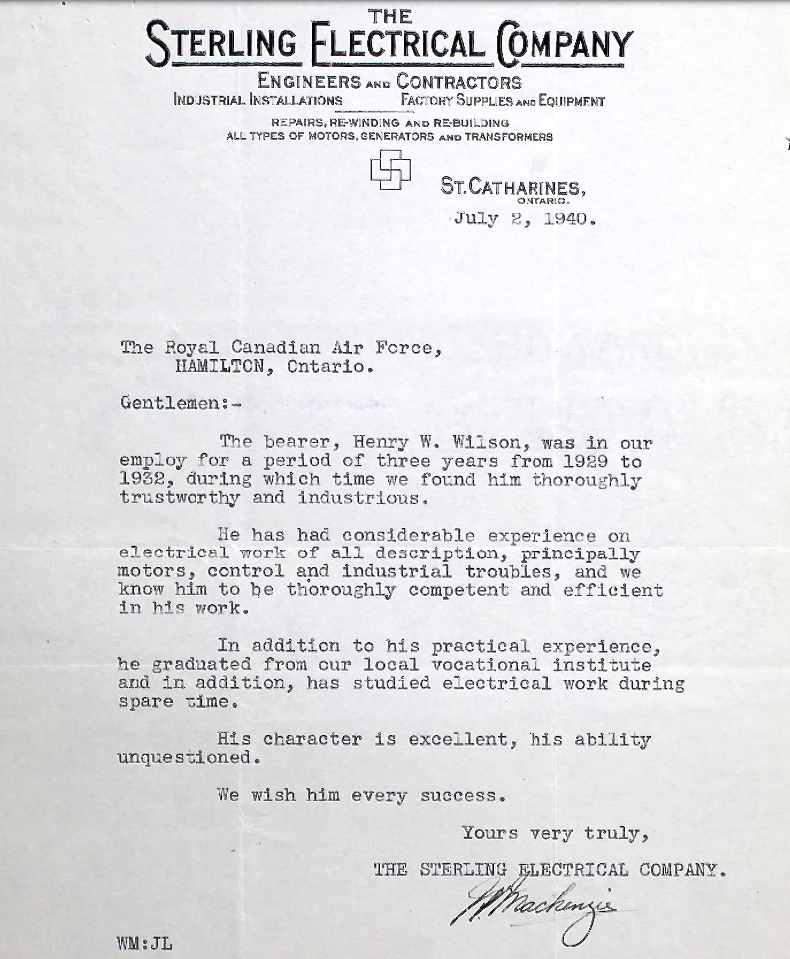 THE
STERLING ELECTRICAL COMPANY
ENGINEERS AND CONTRACTORS
INDUSTRIAL INSTALLATIONS FACTORY SUPPLIES AND EQUIPMENT
REPAIRS, RE-WINDING AND RE-BUILDING
ALL TYPES OF MOTORS, GENERATORS AND TRANSFORMERS
ST. CATHARINES,
ONTARIO.
July 2, 1940.
The Royal Canadian Air Force,
HAMILTON, Ontario.
Gentlemen:-
The bearer, Henry W. Wilson, was in our
employ for a period of three years from 1929 to
1932, during which time we found him thoroughly
trustworthy and industrious.
He has had considerable experience on
electrical work of all description, principally
motors, control and industrial troubles, and we
know him to be thoroughly competent and efficient
in his work.
In addition to his practical experience,
he graduated from our local vocational institute
and in addition, has studied electrical work during
spare time.
His character is excellent, his ability
unquestioned.
We wish him every success.
Yours very truly,
THE STERLING ELECTRICAL COMPANY.
W Mackenzie
WM:JL